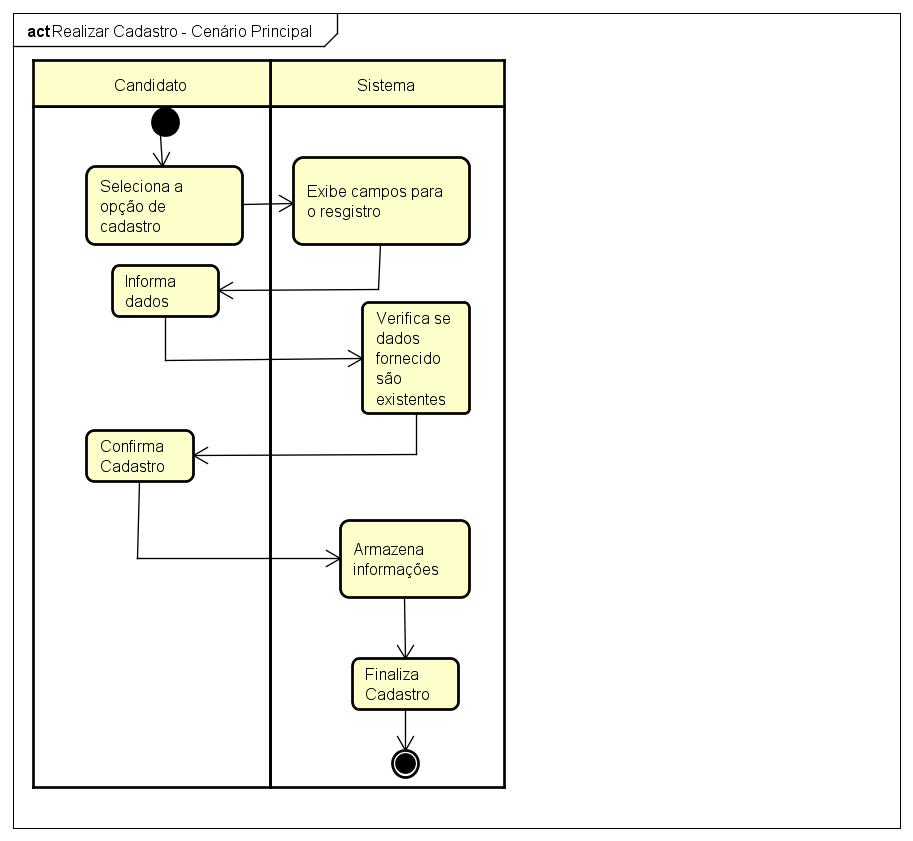 act Realizar Cadastro - Cenário Principal
Candidato
Sistema
Seleciona a
opção de
cadastro
Exibe campos para
o resgistro
Informa
dados
Verifica se
dados
fornecido
são
existentes
Confirma
Cadastro
Armazena
informações
Finaliza
Cadastro